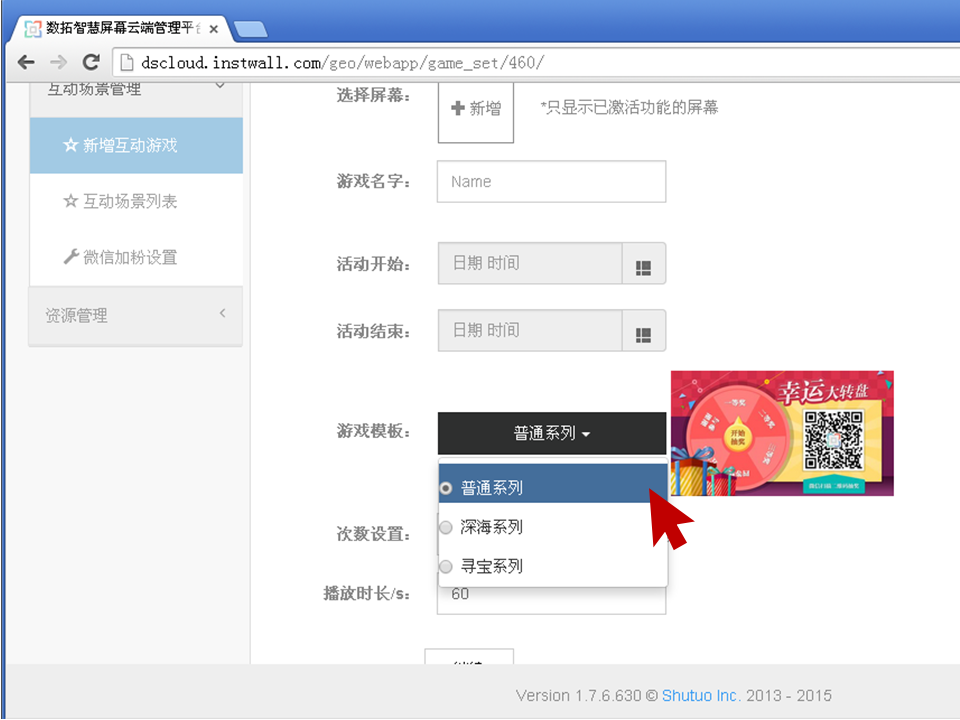 数拓智慧屏幕云端管理平
dscloud.instwall.com/geo/webapp/game_set/460/
互动场景管理
新增互动游戏
互动场景列表
微信加粉设置
资源管理
选择屏幕：
新增
*只显示已激活功能的屏幕
游戏名字：
Name
活动开始：
日期 时间
活动结束：
日期 时间
游戏模板：
普通系列
幸运大转盘
一等奖
开始
抽奖
普通系列
深海系列
寻宝系列
次数设置：
播放时长/s：
60
Version 1.7.6.630 © Shutuo Inc. 2013 - 2015